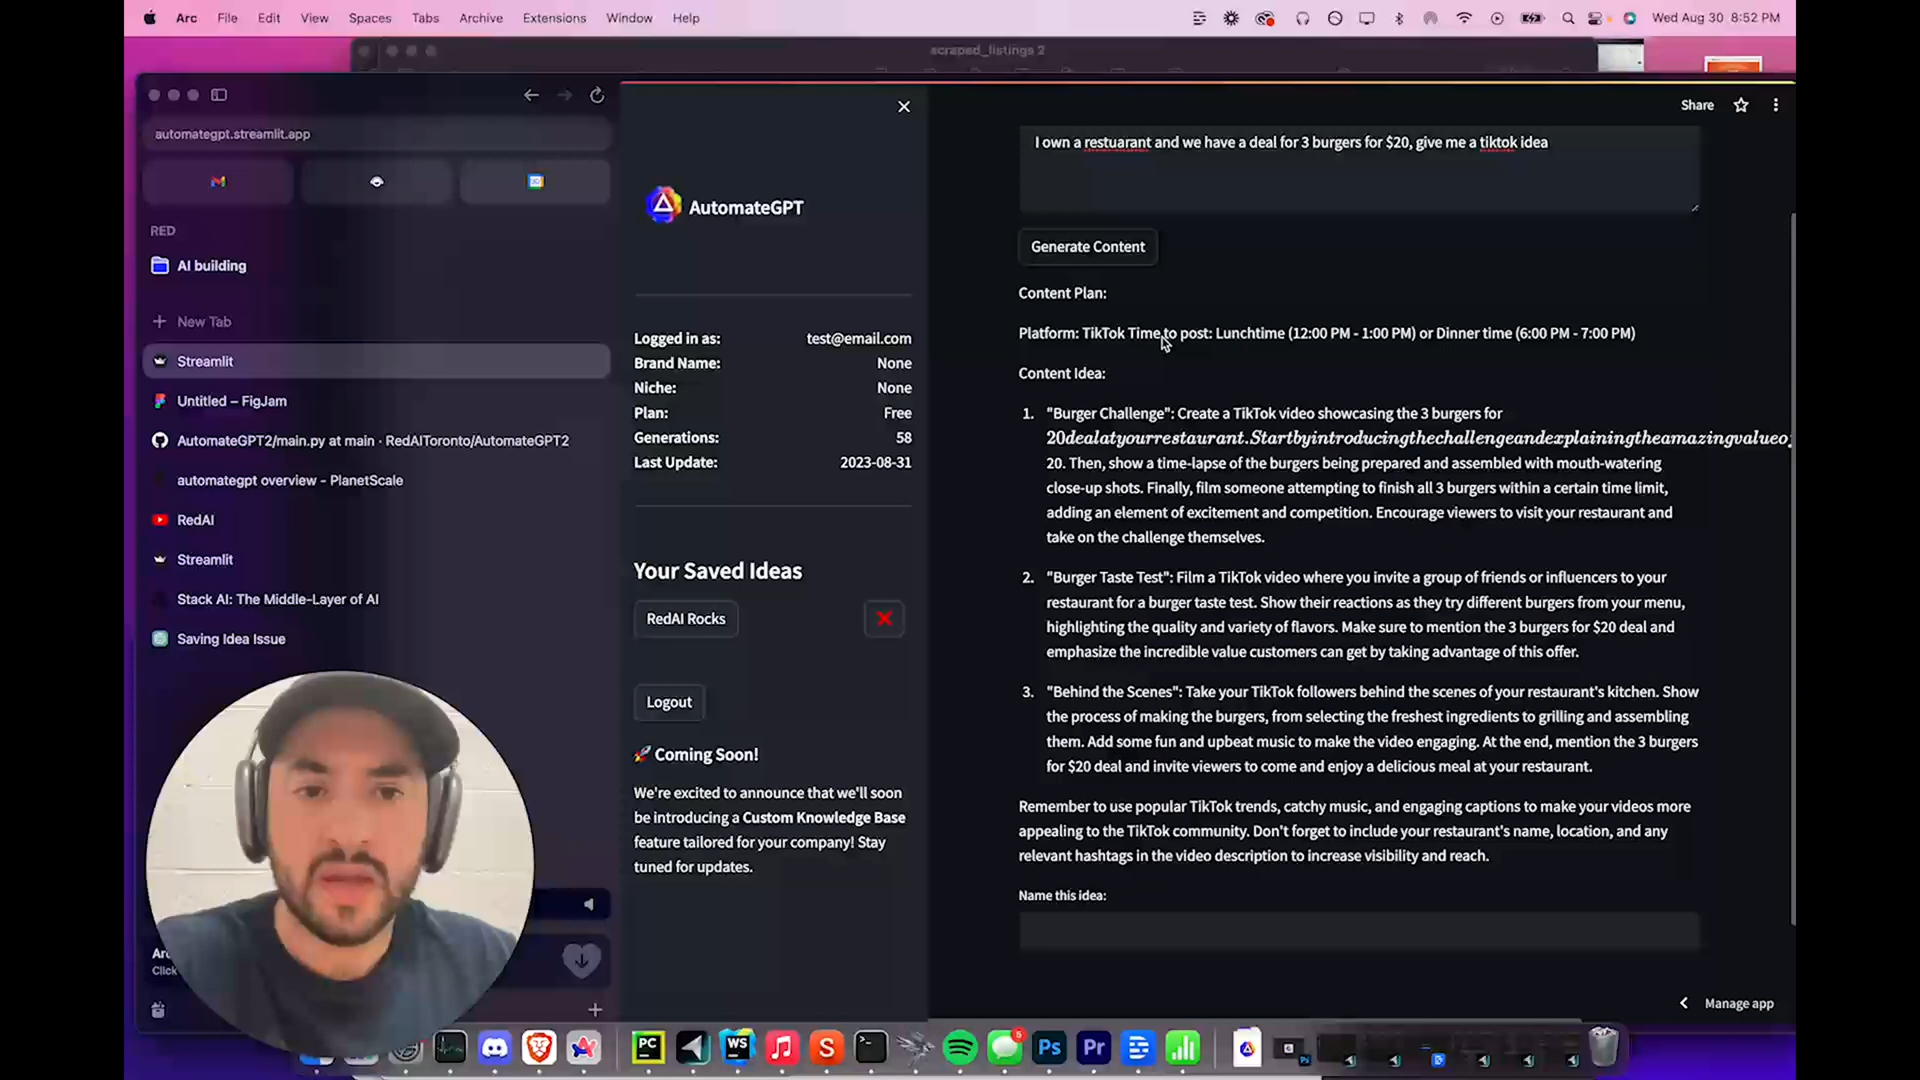 Arc File Edit View Spaces Tabs Archive Extensions Window Help
Wed Aug 30 8:52 PM
scraped_listings 2
automategpt.streamlit.app
RED
AI building
New Tab
Streamlit
Untitled – FigJam
AutomateGPT2/main.py at main · RedAIToronto/AutomateGPT2
automategpt overview - PlanetScale
RedAI
Streamlit
Stack AI: The Middle-Layer of AI
Saving Idea Issue
Arc
Click
AutomateGPT
Logged in as: test@email.com
Brand Name: None
Niche: None
Plan: Free
Generations: 58
Last Update: 2023-08-31
Your Saved Ideas
RedAI Rocks
Logout
🚀 Coming Soon!
We're excited to announce that we'll soon
be introducing a Custom Knowledge Base
feature tailored for your company! Stay
tuned for updates.
Share
I own a restuarant and we have a deal for 3 burgers for $20, give me a tiktok idea
Generate Content
Content Plan:
Platform: TikTok Time to post: Lunchtime (12:00 PM - 1:00 PM) or Dinner time (6:00 PM - 7:00 PM)
Content Idea:
1. "Burger Challenge": Create a TikTok video showcasing the 3 burgers for
20dealatyourrestaurant.Startbyintroducingthechallengeandexplainingtheamazingvalueo
20. Then, show a time-lapse of the burgers being prepared and assembled with mouth-watering
close-up shots. Finally, film someone attempting to finish all 3 burgers within a certain time limit,
adding an element of excitement and competition. Encourage viewers to visit your restaurant and
take on the challenge themselves.
2. "Burger Taste Test": Film a TikTok video where you invite a group of friends or influencers to your
restaurant for a burger taste test. Show their reactions as they try different burgers from your menu,
highlighting the quality and variety of flavors. Make sure to mention the 3 burgers for $20 deal and
emphasize the incredible value customers can get by taking advantage of this offer.
3. "Behind the Scenes": Take your TikTok followers behind the scenes of your restaurant's kitchen. Show
the process of making the burgers, from selecting the freshest ingredients to grilling and assembling
them. Add some fun and upbeat music to make the video engaging. At the end, mention the 3 burgers
for $20 deal and invite viewers to come and enjoy a delicious meal at your restaurant.
Remember to use popular TikTok trends, catchy music, and engaging captions to make your videos more
appealing to the TikTok community. Don't forget to include your restaurant's name, location, and any
relevant hashtags in the video description to increase visibility and reach.
Name this idea:
Manage app
PC
WS
S
5
Ps
Pr